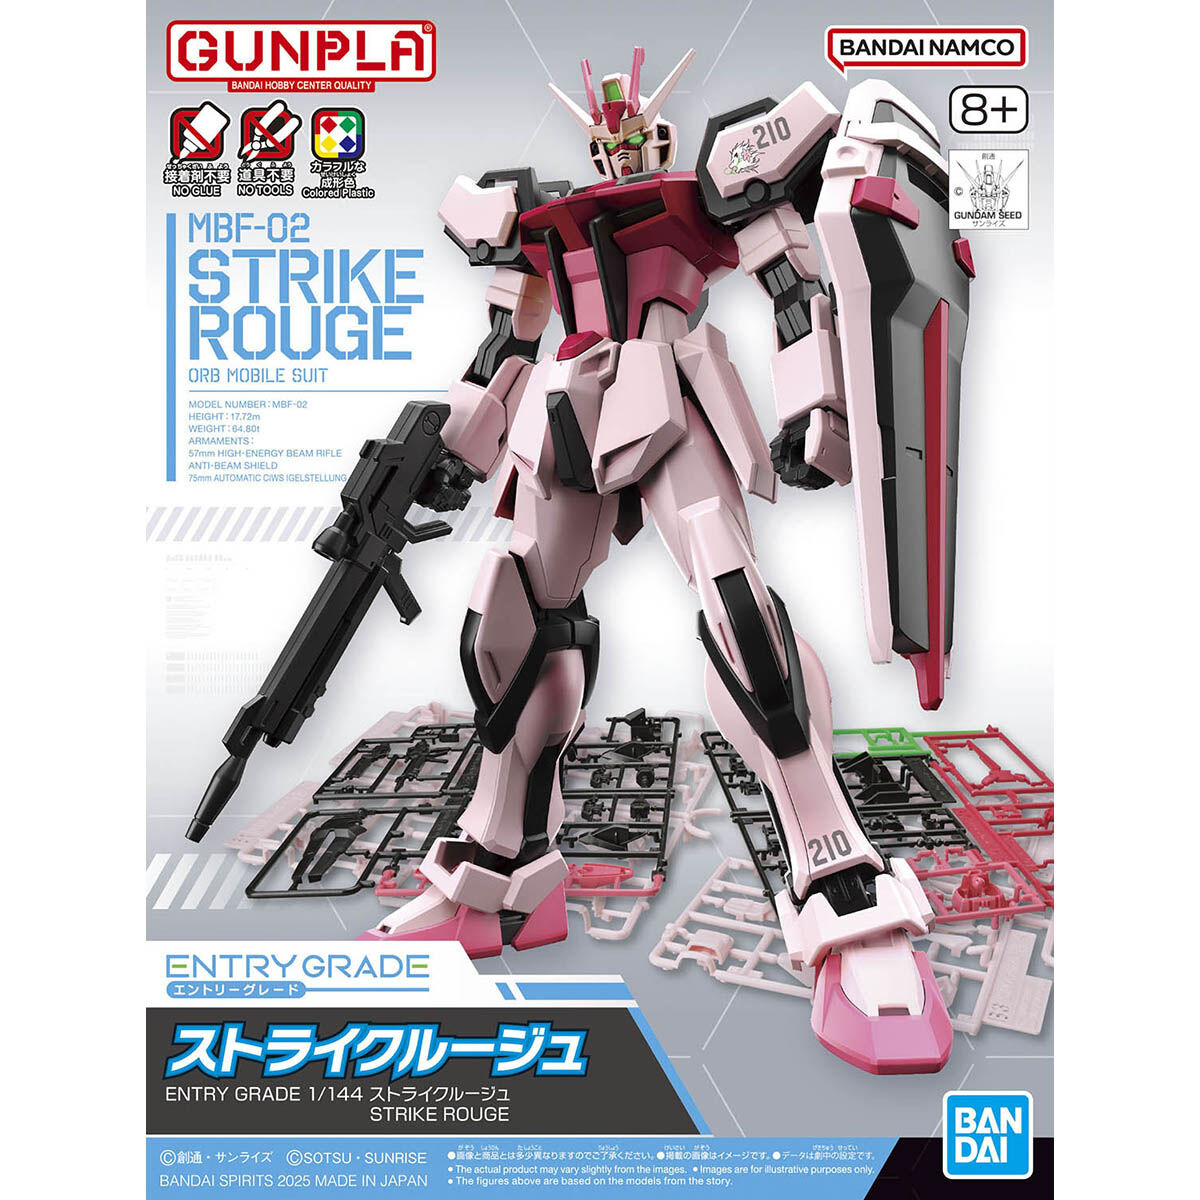 GUNPLA®
BANDAI HOBBY CENTER QUALITY
BANDAI NAMCO
8+
接着剤不要
NO GLUE
道具不要
NO TOOLS
カラフルな
成形色
Colored Plastic
創通
©
GUNDAM SEED
サンライズ
MBF-02
STRIKE
ROUGE
ORB MOBILE SUIT
MODEL NUMBER : MBF-02
HEIGHT : 17.72m
WEIGHT : 64.80t
ARMAMENTS :
57mm HIGH-ENERGY BEAM RIFLE
ANTI-BEAM SHIELD
75mm AUTOMATIC CIWS IGELSTELLUNG
210
210
ENTRY GRADE
エントリーグレード
ストライクルージュ
ENTRY GRADE 1/144 ストライクルージュ
STRIKE ROUGE
BAN
DAI
©創通・サンライズ ©SOTSU・SUNRISE
BANDAI SPIRITS 2025 MADE IN JAPAN
●画像と商品とは多少異なりますのでご了承ください。●掲載の画像はイメージです。●データは劇中の設定です。
● The actual product may vary slightly from the images. ● Images are for illustrative purposes only.
● The figures above are based on the models from the story.